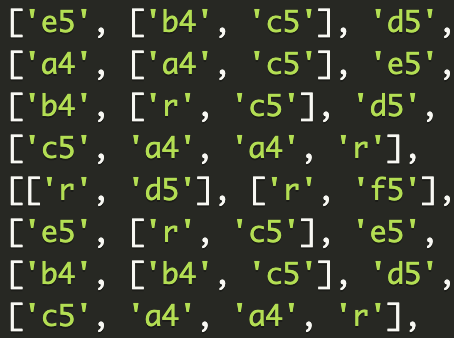 ['e5', ['b4', 'c5'], 'd5',
['a4', ['a4', 'c5'], 'e5',
['b4', ['r', 'c5'], 'd5',
['c5', 'a4', 'a4', 'r'],
[['r', 'd5'], ['r', 'f5'],
['e5', ['r', 'c5'], 'e5',
['b4', ['b4', 'c5'], 'd5',
['c5', 'a4', 'a4', 'r'],